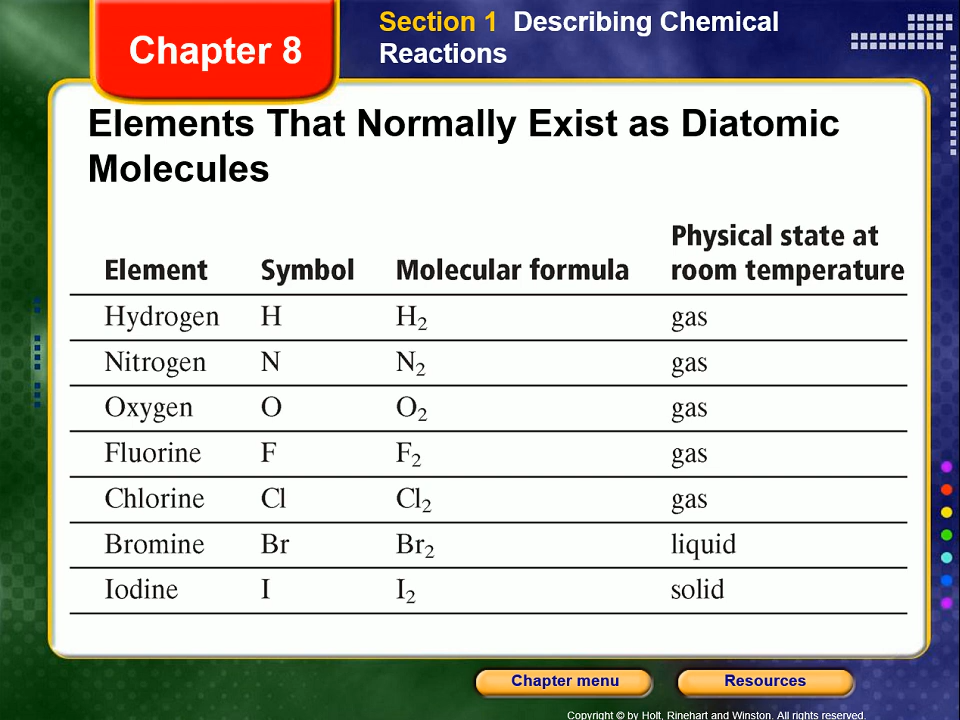 Chapter 8
Section 1 Describing Chemical
Reactions
Elements That Normally Exist as Diatomic
Molecules
Physical state at
Element Symbol Molecular formula room temperature
Hydrogen H H₂ gas
Nitrogen N N₂ gas
Oxygen O O₂ gas
Fluorine F F₂ gas
Chlorine Cl Cl₂ gas
Bromine Br Br₂ liquid
Iodine I I₂ solid
Chapter menu Resources
Copyright © by Holt, Rinehart and Winston. All rights reserved.